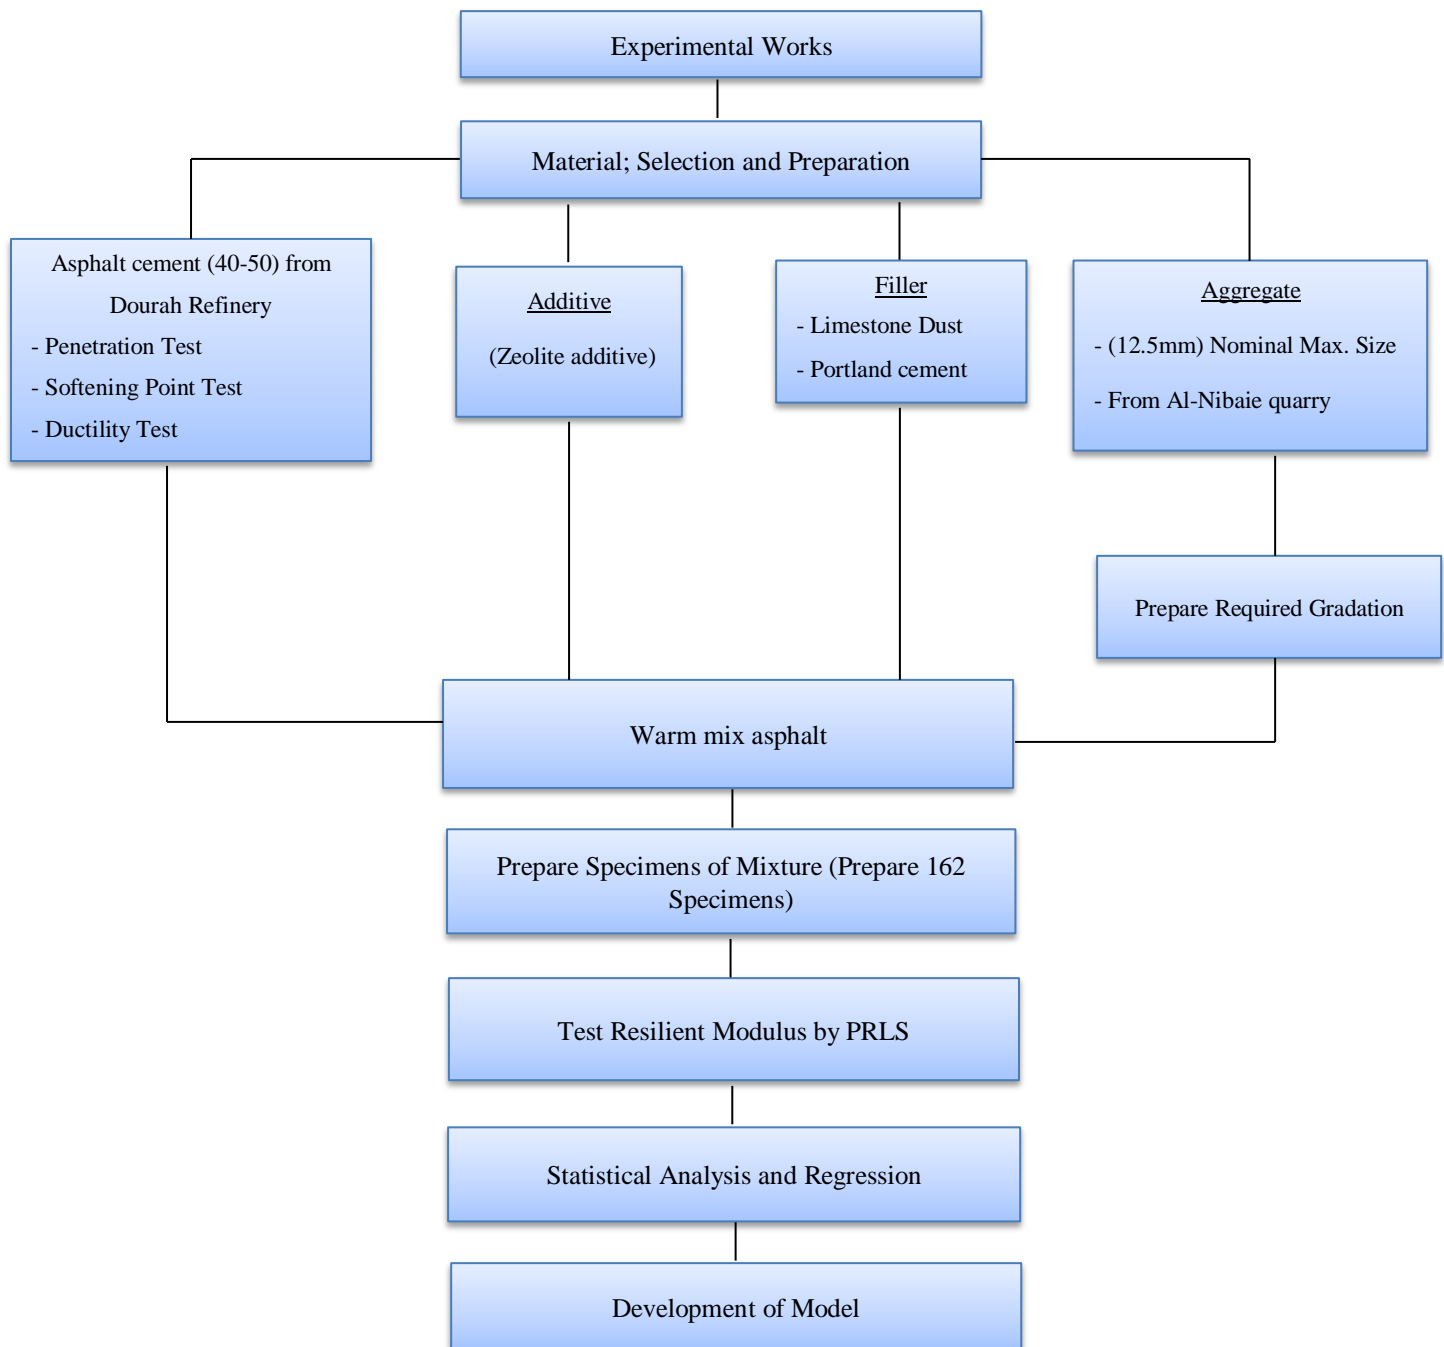 Experimental Works
Material; Selection and Preparation
Asphalt cement (40-50) from
Dourah Refinery
- Penetration Test
- Softening Point Test
- Ductility Test
Additive
(Zeolite additive)
Filler
- Limestone Dust
- Portland cement
Aggregate
- (12.5mm) Nominal Max. Size
- From Al-Nibaie quarry
Prepare Required Gradation
Warm mix asphalt
Prepare Specimens of Mixture (Prepare 162
Specimens)
Test Resilient Modulus by PRLS
Statistical Analysis and Regression
Development of Model